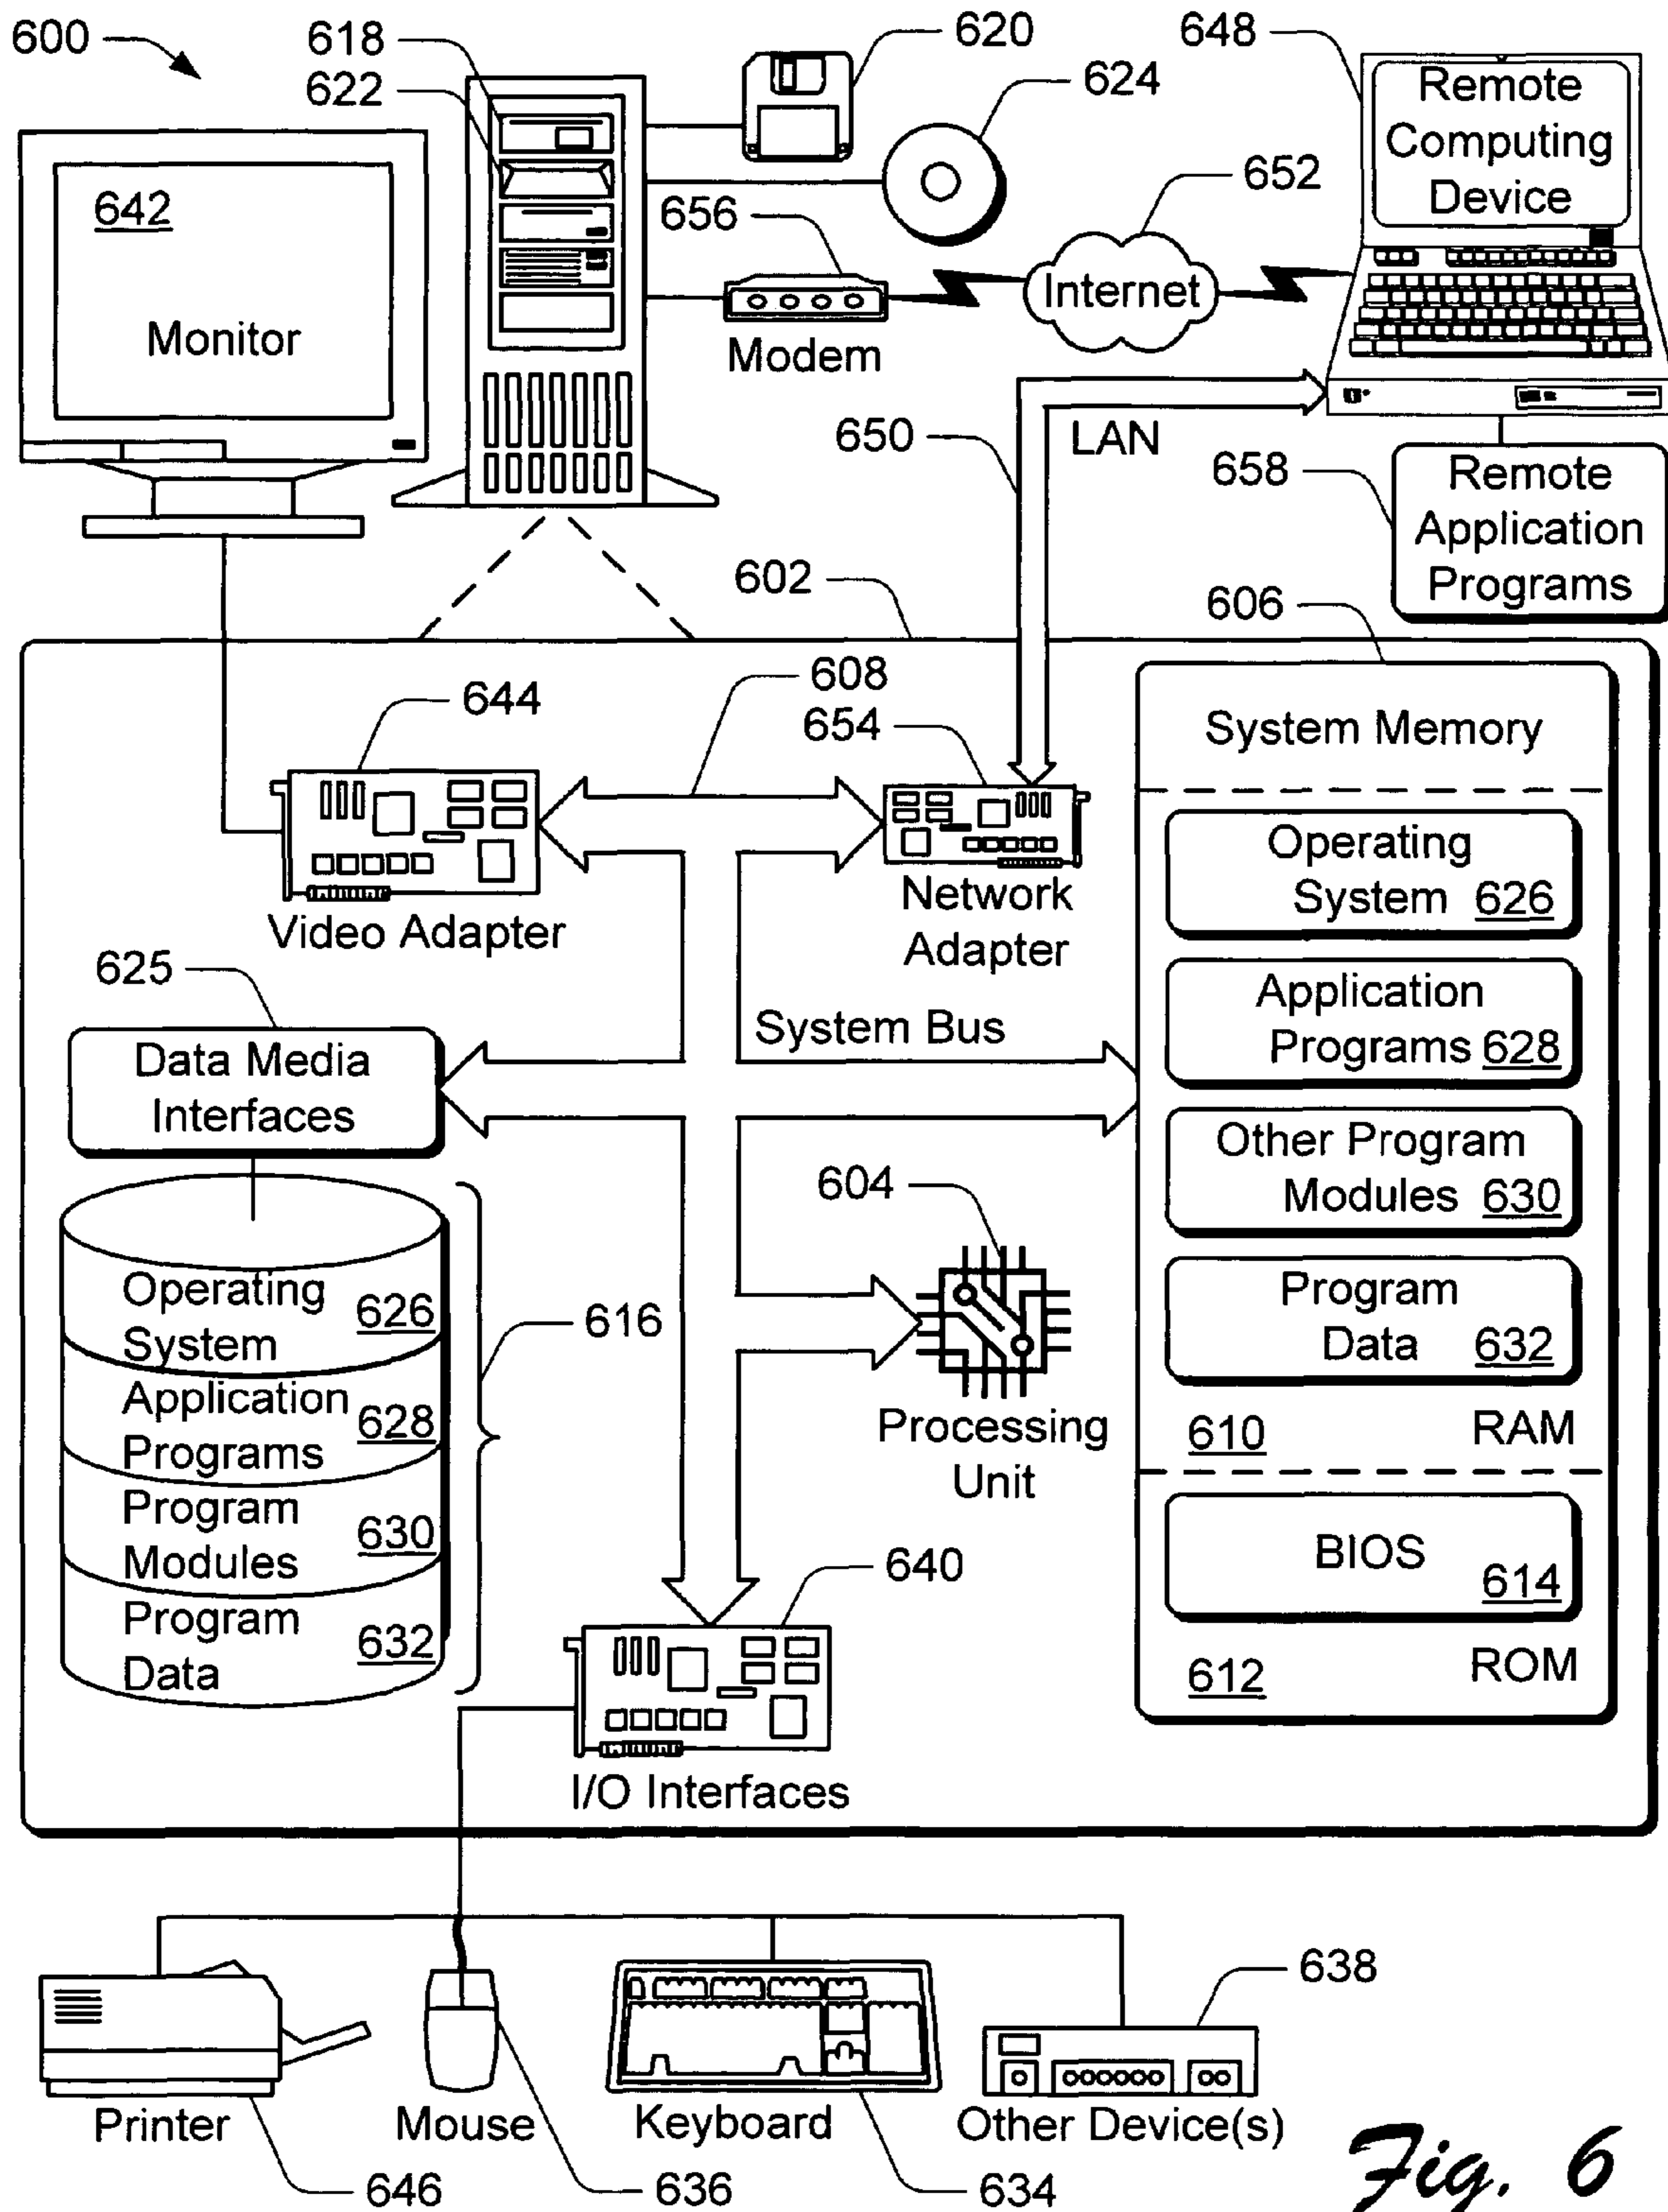 600
618
622
620
624
648
Remote
Computing
Device
642
Monitor
656
Modem
652
Internet
650
LAN
658
Remote
Application
Programs
602
606
608
644
654
Video Adapter
Network
Adapter
System Memory
Operating
System 626
Application
Programs 628
Other Program
Modules 630
Program
Data 632
610 RAM
BIOS
614
612 ROM
625
Data Media
Interfaces
System Bus
604
Processing
Unit
Operating
System 626
Application
Programs 628
Program
Modules 630
Program
Data 632
616
640
I/O Interfaces
638
Printer
Mouse
Keyboard
Other Device(s)
646
636
634
Fig. 6